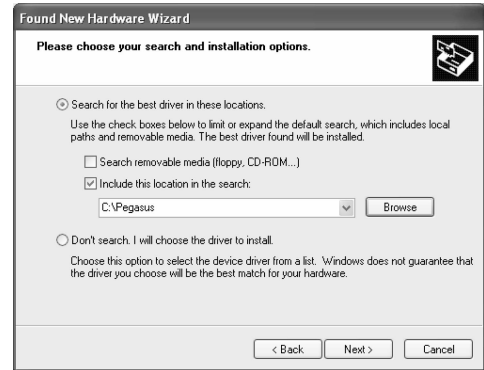 Found New Hardware Wizard
Please choose your search and installation options.
Search for the best driver in these locations.
Use the check boxes below to limit or expand the default search, which includes local
paths and removable media. The best driver found will be installed.
Search removable media (floppy, CD-ROM...)
Include this location in the search:
C:\Pegasus
Browse
Don't search. I will choose the driver to install.
Choose this option to select the device driver from a list. Windows does not guarantee that
the driver you choose will be the best match for your hardware.
< Back
Next >
Cancel